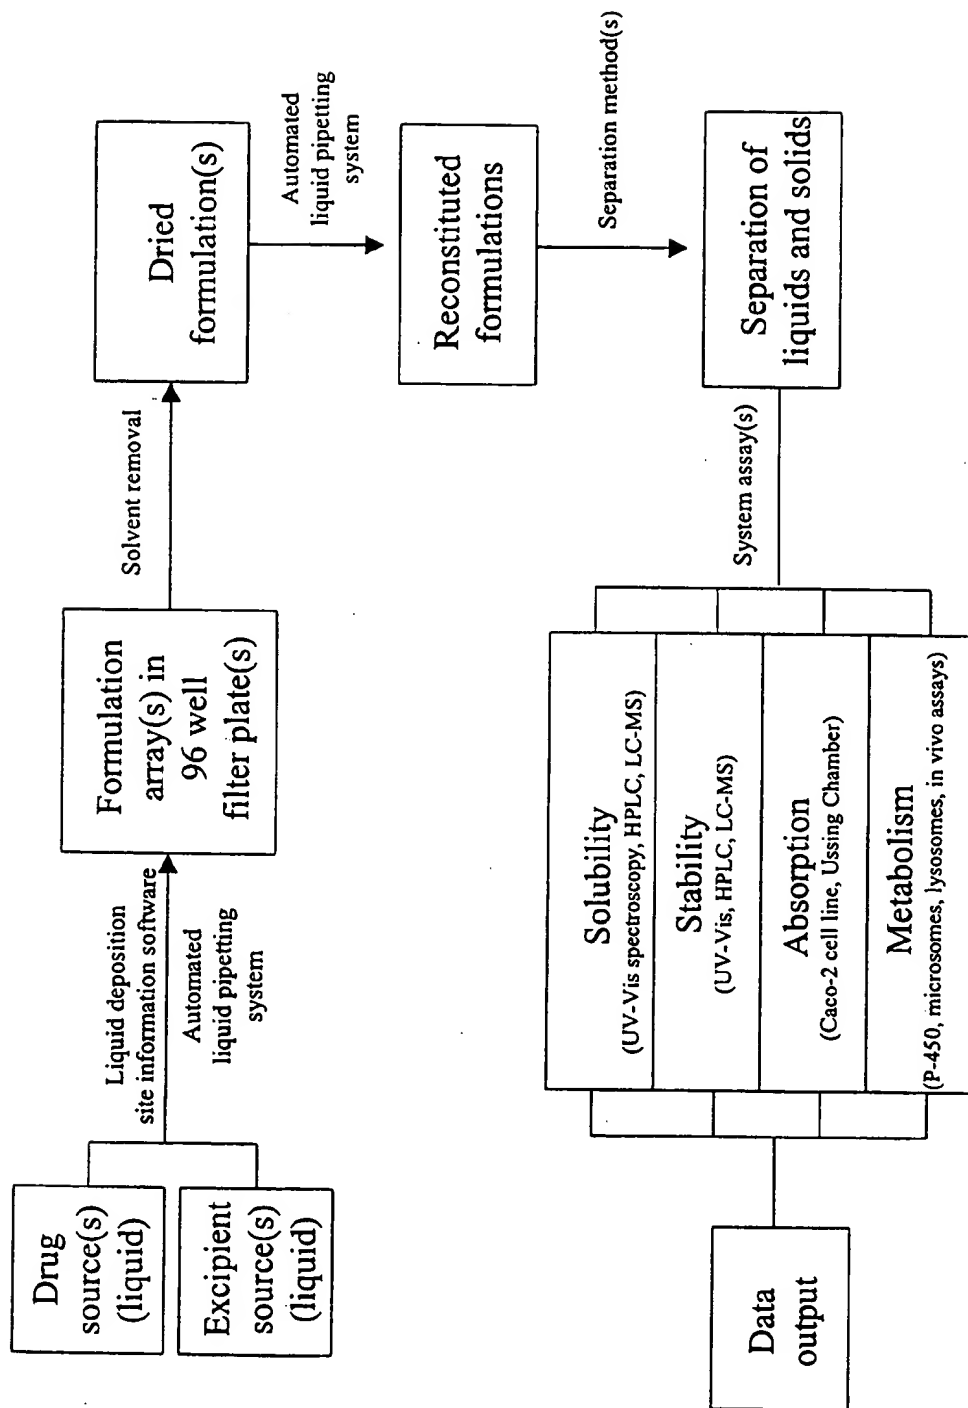 Drug
source(s)
(liquid)
Excipient
source(s)
(liquid)
Liquid deposition
site information software
Automated
liquid pipetting
system
Formulation
array(s) in
96 well
filter plate(s)
Solvent removal
Dried
formulation(s)
Automated
liquid pipetting
system
Reconstituted
formulations
Separation method(s)
Separation of
liquids and solids
System assay(s)
Solubility
(UV-Vis spectroscopy, HPLC, LC-MS)
Stability
(UV-Vis, HPLC, LC-MS)
Absorption
(Caco-2 cell line, Ussing Chamber)
Metabolism
(P-450, microsomes, lysosomes, in vivo assays)
Data
output